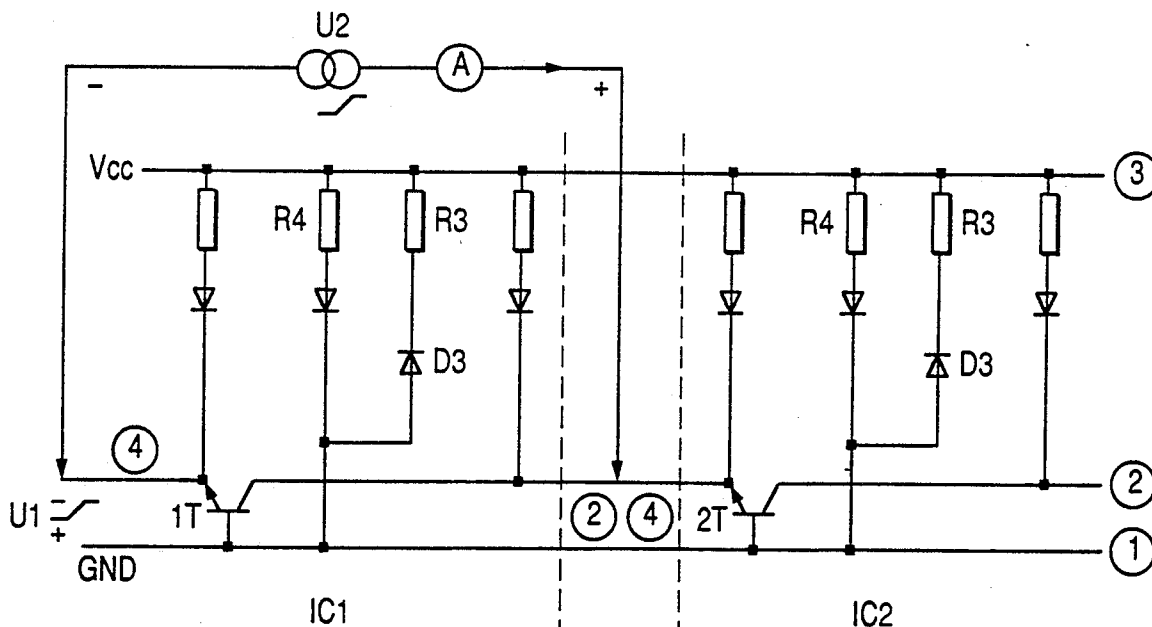 U2
A
−
+
Vcc
3
R4
R3
R4
R3
D3
D3
4
2
U1
−
+
1T
2
4
2T
1
GND
IC1
IC2